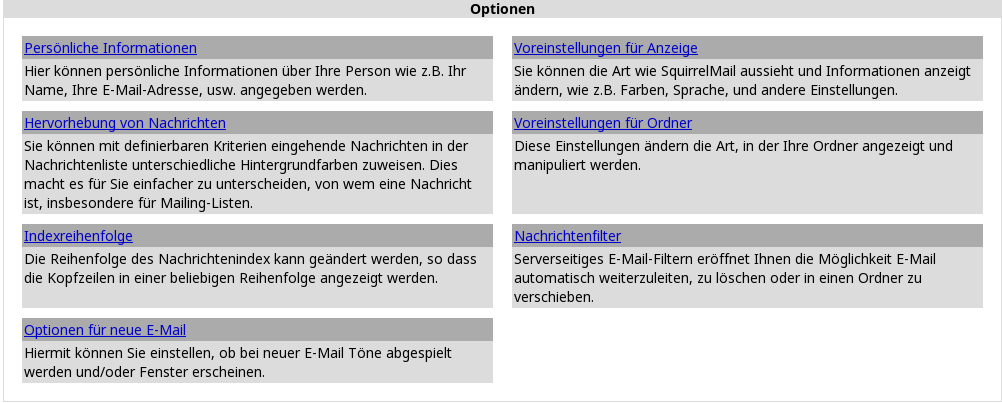 Optionen
Persönliche Informationen
Hier können persönliche Informationen über Ihre Person wie z.B. Ihr
Name, Ihre E-Mail-Adresse, usw. angegeben werden.
Voreinstellungen für Anzeige
Sie können die Art wie SquirrelMail aussieht und Informationen anzeigt
ändern, wie z.B. Farben, Sprache, und andere Einstellungen.
Hervorhebung von Nachrichten
Sie können mit definierbaren Kriterien eingehende Nachrichten in der
Nachrichtenliste unterschiedliche Hintergrundfarben zuweisen. Dies
macht es für Sie einfacher zu unterscheiden, von wem eine Nachricht
ist, insbesondere für Mailing-Listen.
Voreinstellungen für Ordner
Diese Einstellungen ändern die Art, in der Ihre Ordner angezeigt und
manipuliert werden.
Indexreihenfolge
Die Reihenfolge des Nachrichtenindex kann geändert werden, so dass
die Kopfzeilen in einer beliebigen Reihenfolge angezeigt werden.
Nachrichtenfilter
Serverseitiges E-Mail-Filtern eröffnet Ihnen die Möglichkeit E-Mail
automatisch weiterzuleiten, zu löschen oder in einen Ordner zu
verschieben.
Optionen für neue E-Mail
Hiermit können Sie einstellen, ob bei neuer E-Mail Töne abgespielt
werden und/oder Fenster erscheinen.